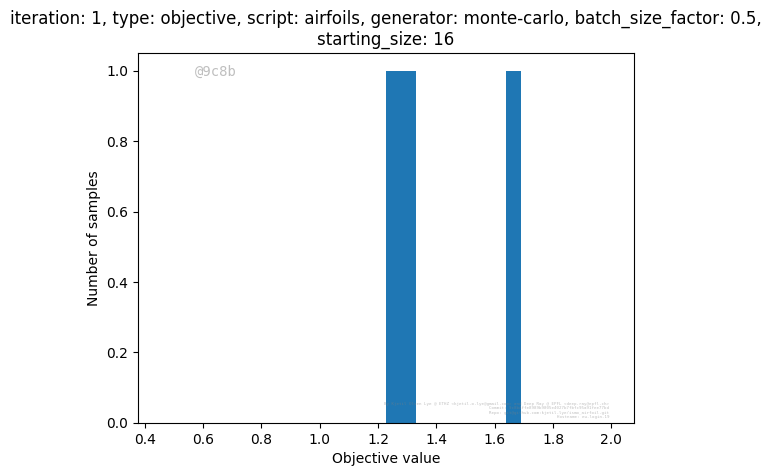 iteration: 1, type: objective, script: airfoils, generator: monte-carlo, batch_size_factor: 0.5,
starting_size: 16
@9c8b
1.0
0.8
0.6
0.4
0.2
0.0
Number of samples
0.4 0.6 0.8 1.0 1.2 1.4 1.6 1.8 2.0
Objective value